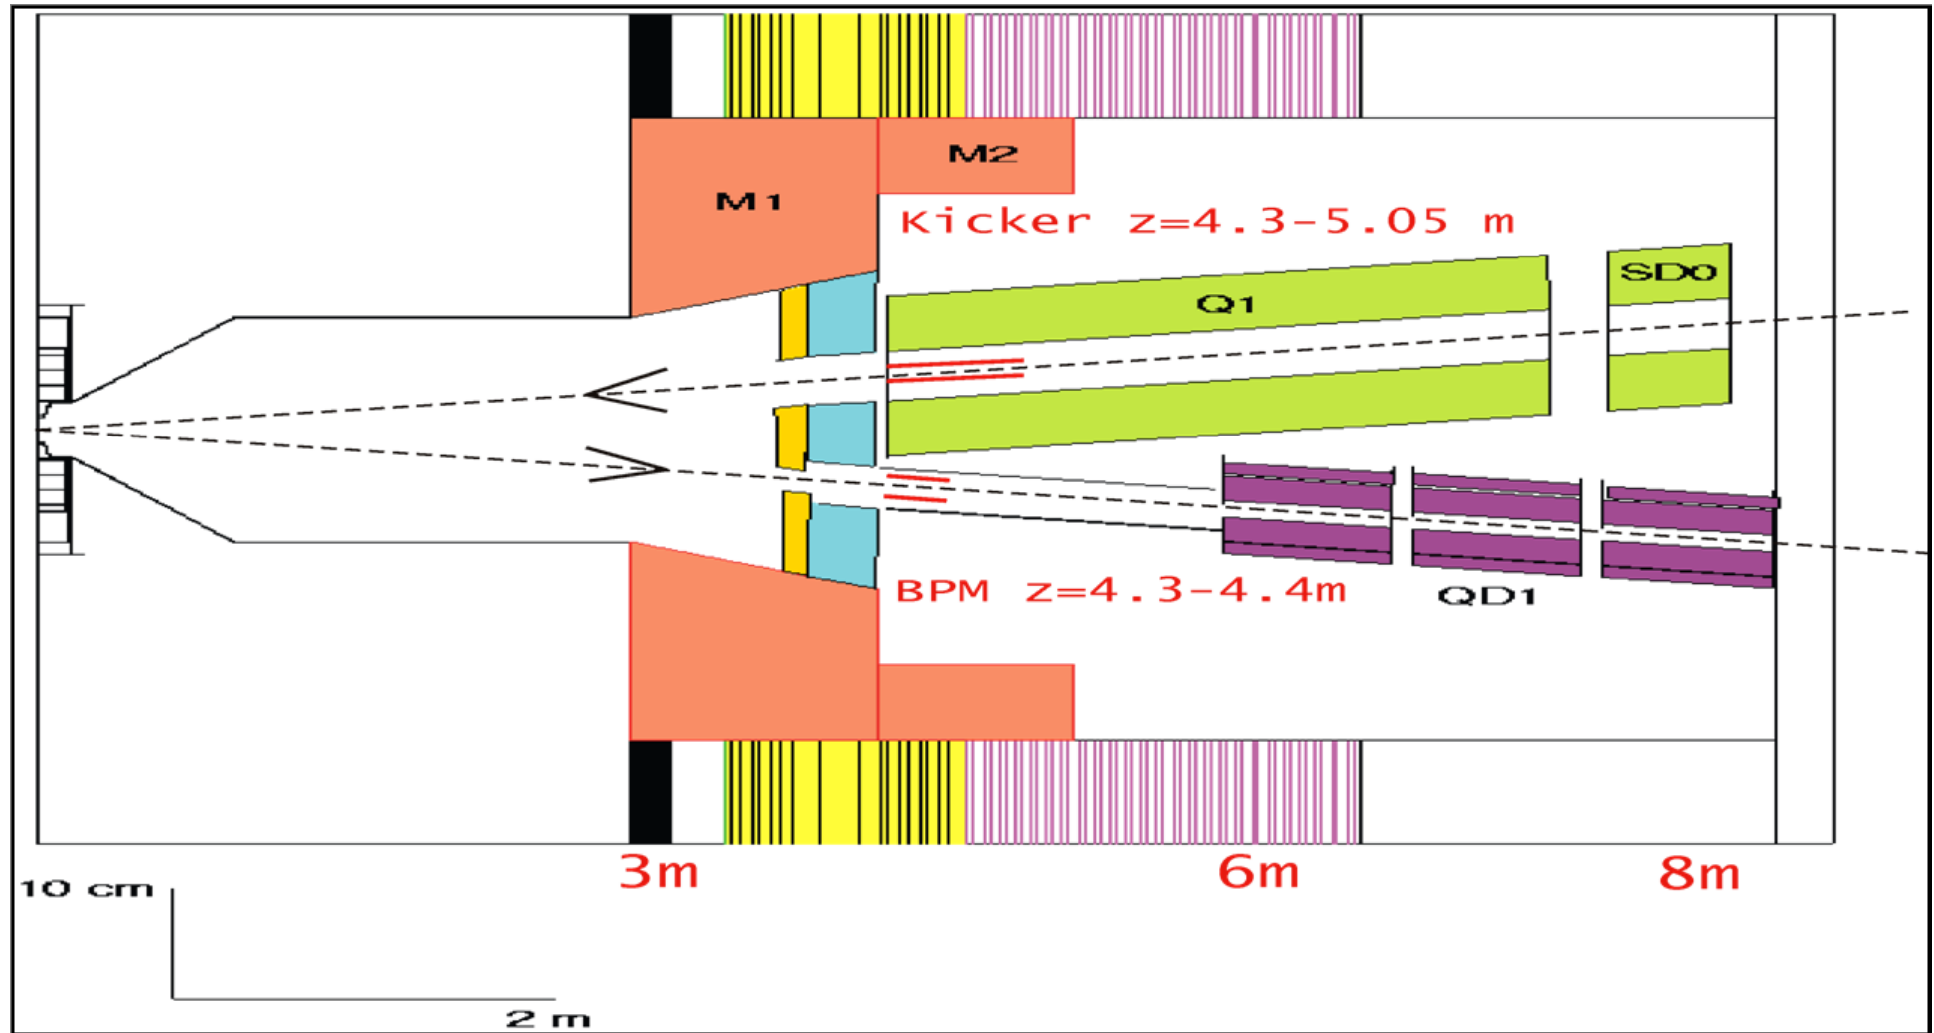 M2
M1
Kicker z=4.3-5.05 m
SD0
Q1
BPM z=4.3-4.4m
QD1
3m 6m 8m
10 cm
2 m